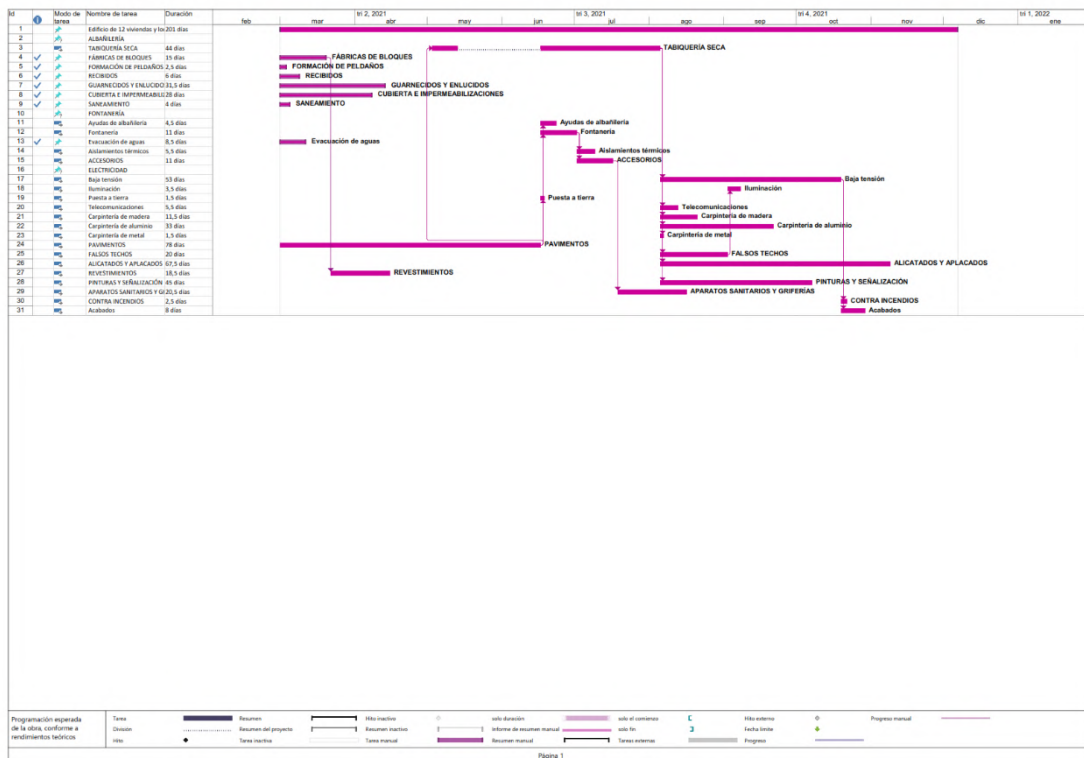 Id Modo de tarea Nombre de tarea Duración
tri 2, 2021 tri 3, 2021 tri 4, 2021 tri 1, 2022
feb mar abr may jun jul ago sep oct nov dic ene
1 Edificio de 12 viviendas y loc 201 días
2 ALBAÑILERÍA
3 TABIQUERÍA SECA 44 días TABIQUERÍA SECA
4 FÁBRICAS DE BLOQUES 15 días FÁBRICAS DE BLOQUES
5 FORMACIÓN DE PELDAÑOS 2,5 días FORMACIÓN DE PELDAÑOS
6 RECIBIDOS 6 días RECIBIDOS
7 GUARNECIDOS Y ENLUCIDO 31,5 días GUARNECIDOS Y ENLUCIDOS
8 CUBIERTA E IMPERMEABILIZ 28 días CUBIERTA E IMPERMEABILIZACIONES
9 SANEAMIENTO 4 días SANEAMIENTO
10 FONTANERÍA
11 Ayudas de albañilería 4,5 días Ayudas de albañilería
12 Fontanería 11 días Fontanería
13 Evacuación de aguas 8,5 días Evacuación de aguas
14 Aislamientos térmicos 5,5 días Aislamientos térmicos
15 ACCESORIOS 11 días ACCESORIOS
16 ELECTRICIDAD
17 Baja tensión 53 días Baja tensión
18 Iluminación 3,5 días Iluminación
19 Puesta a tierra 1,5 días Puesta a tierra
20 Telecomunicaciones 5,5 días Telecomunicaciones
21 Carpintería de madera 11,5 días Carpintería de madera
22 Carpintería de aluminio 33 días Carpintería de aluminio
23 Carpintería de metal 1,5 días Carpintería de metal
24 PAVIMENTOS 78 días PAVIMENTOS
25 FALSOS TECHOS 20 días FALSOS TECHOS
26 ALICATADOS Y APLACADOS 67,5 días ALICATADOS Y APLACADOS
27 REVESTIMIENTOS 18,5 días REVESTIMIENTOS
28 PINTURAS Y SEÑALIZACIÓN 45 días PINTURAS Y SEÑALIZACIÓN
29 APARATOS SANITARIOS Y GR 20,5 días APARATOS SANITARIOS Y GRIFERÍAS
30 CONTRA INCENDIOS 2,5 días CONTRA INCENDIOS
31 Acabados 8 días Acabados
Programación esperada
de la obra, conforme a
rendimientos teóricos
Tarea Resumen Hito inactivo solo duración solo el comienzo Hito externo Progreso manual
División Resumen del proyecto Resumen inactivo Informe de resumen manual solo fin Fecha límite
Hito Tarea inactiva Tarea manual Resumen manual Tareas externas Progreso
Página 1